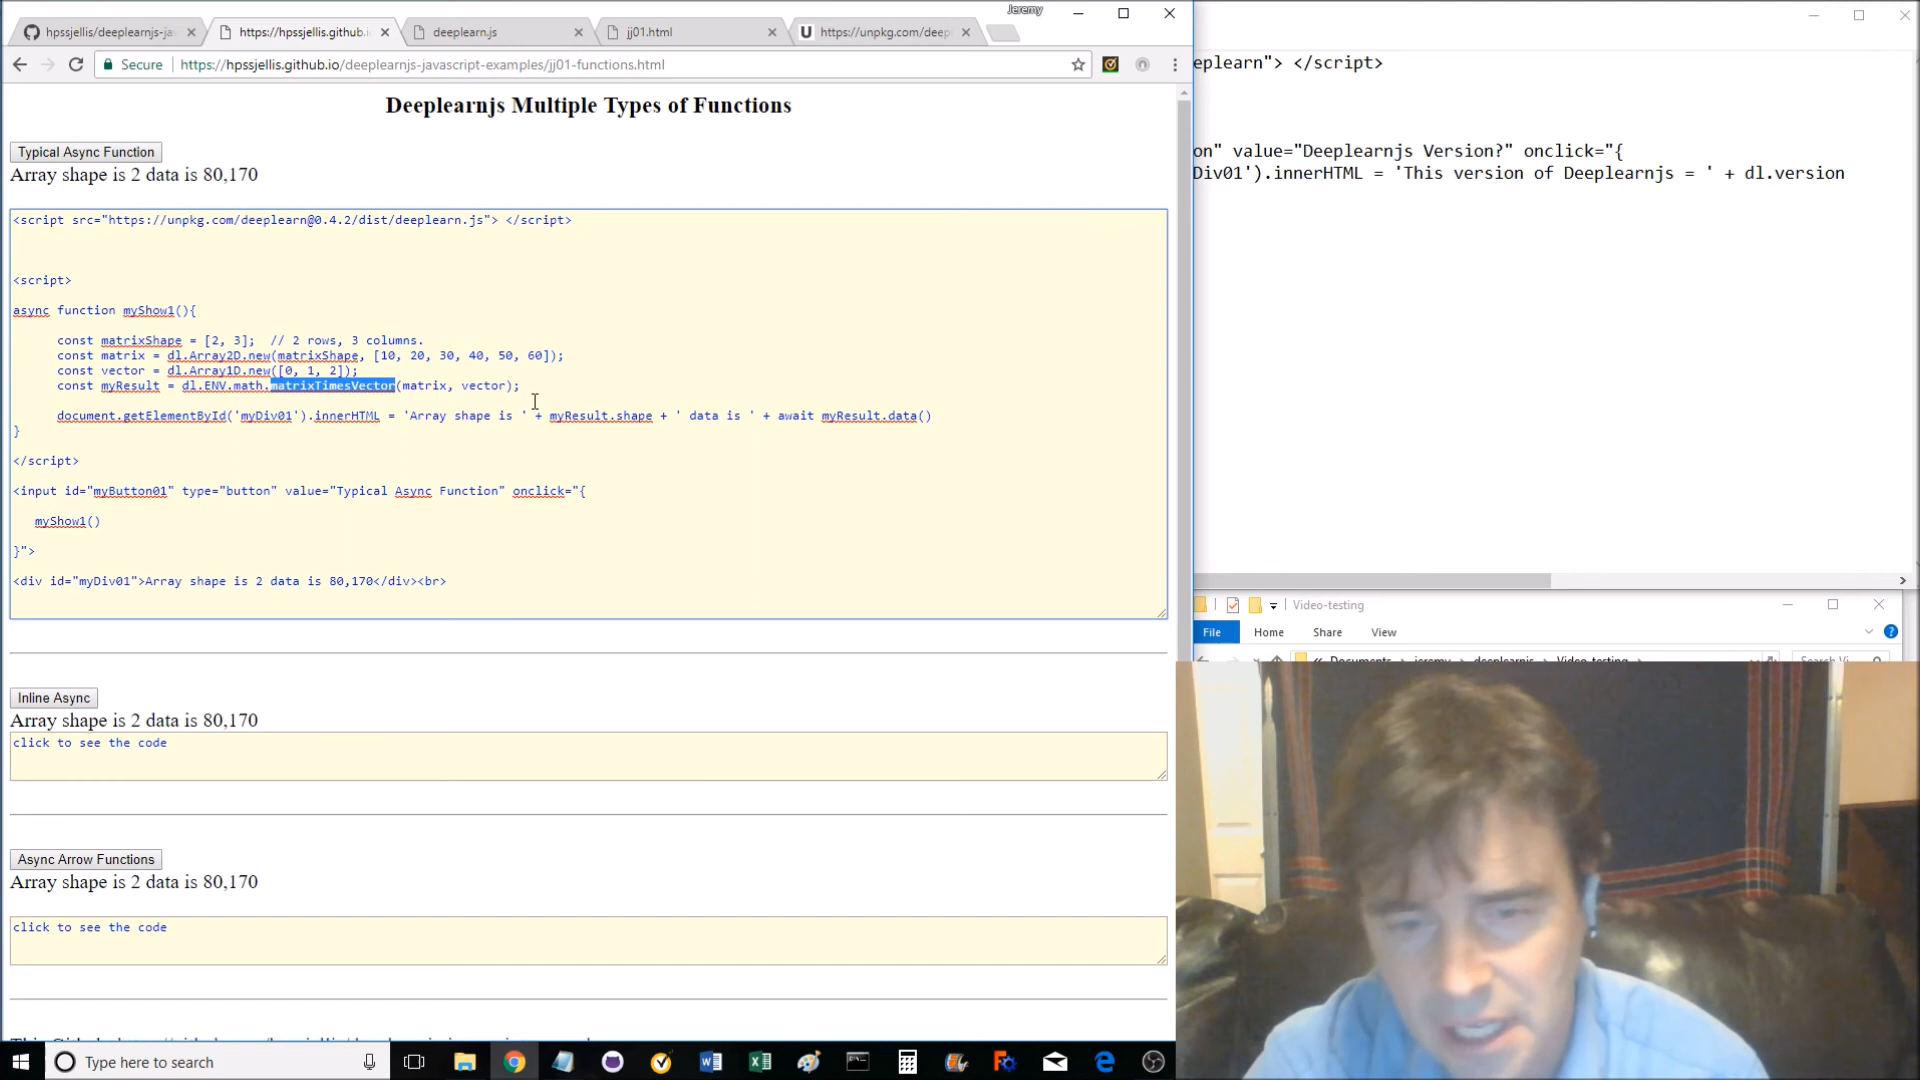 Jeremy
hpssjellis/deeplearnjs-jav
https://hpssjellis.github.i
deeplearn.js
jj01.html
https://unpkg.com/deepl
Secure
https://hpssjellis.github.io/deeplearnjs-javascript-examples/jj01-functions.html
Deeplearnjs Multiple Types of Functions
Typical Async Function
Array shape is 2 data is 80,170
<script src="https://unpkg.com/deeplearn@0.4.2/dist/deeplearn.js"> </script>
<script>
async function myShow1(){
const matrixShape = [2, 3];  // 2 rows, 3 columns.
const matrix = dl.Array2D.new(matrixShape, [10, 20, 30, 40, 50, 60]);
const vector = dl.Array1D.new([0, 1, 2]);
const myResult = dl.ENV.math.matrixTimesVector(matrix, vector);
document.getElementById('myDiv01').innerHTML = 'Array shape is ' + myResult.shape + ' data is ' + await myResult.data()
}
</script>
<input id="myButton01" type="button" value="Typical Async Function" onclick="{
myShow1()
}">
<div id="myDiv01">Array shape is 2 data is 80,170</div><br>
Inline Async
Array shape is 2 data is 80,170
click to see the code
Async Arrow Functions
Array shape is 2 data is 80,170
click to see the code
eplearn"> </script>
on" value="Deeplearnjs Version?" onclick="{
Div01').innerHTML = 'This version of Deeplearnjs = ' + dl.version
Video-testing
File
Home
Share
View
Documents
jeremy
deeplearnjs
Video-testing
Search Vi
Type here to search